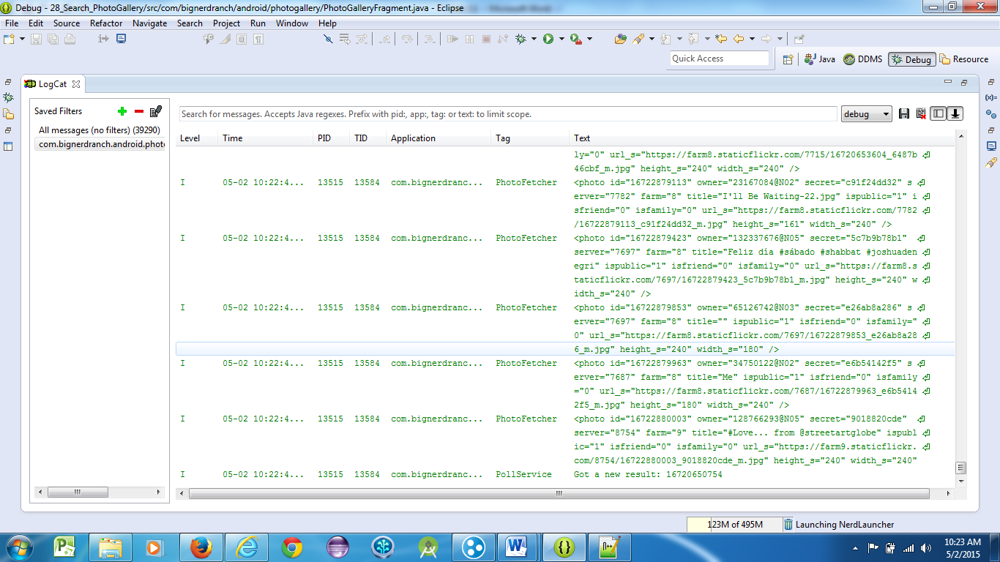 Debug - 28_Search_PhotoGallery/src/com/bignerdranch/android/photogallery/PhotoGalleryFragment.java - Eclipse
File Edit Source Refactor Navigate Search Project Run Window Help
Quick Access
Java DDMS Debug Resource
LogCat
Saved Filters
All messages (no filters) (39290)
com.bignerdranch.android.photo
Search for messages. Accepts Java regexes. Prefix with pid:, app:, tag: or text: to limit scope.
debug
Level Time PID TID Application Tag Text
ly="0" url_s="https://farm8.staticflickr.com/7715/16720653604_6487b
46cbf_m.jpg" height_s="240" width_s="240" />
I 05-02 10:22:4... 13515 13584 com.bignerdranc... PhotoFetcher <photo id="16722879113" owner="23167084@N02" secret="c91f24dd32" s
erver="7782" farm="8" title="I'll Be Waiting-22.jpg" ispublic="1" i
sfriend="0" isfamily="0" url_s="https://farm8.staticflickr.com/7782
/16722879113_c91f24dd32_m.jpg" height_s="161" width_s="240" />
I 05-02 10:22:4... 13515 13584 com.bignerdranc... PhotoFetcher <photo id="16722879423" owner="132337676@N05" secret="5c7b9b78b1"
server="7697" farm="8" title="Feliz día #sábado #shabbat #joshuaden
egri" ispublic="1" isfriend="0" isfamily="0" url_s="https://farm8.s
taticflickr.com/7697/16722879423_5c7b9b78b1_m.jpg" height_s="240" w
idth_s="240" />
I 05-02 10:22:4... 13515 13584 com.bignerdranc... PhotoFetcher <photo id="16722879853" owner="65126742@N03" secret="e26ab8a286" s
erver="7697" farm="8" title="" ispublic="1" isfriend="0" isfamily="
0" url_s="https://farm8.staticflickr.com/7697/16722879853_e26ab8a28
6_m.jpg" height_s="240" width_s="180" />
I 05-02 10:22:4... 13515 13584 com.bignerdranc... PhotoFetcher <photo id="16722879963" owner="34750122@N02" secret="e6b54142f5" s
erver="7687" farm="8" title="Me" ispublic="1" isfriend="0" isfamily
="0" url_s="https://farm8.staticflickr.com/7687/16722879963_e6b5414
2f5_m.jpg" height_s="180" width_s="240" />
I 05-02 10:22:4... 13515 13584 com.bignerdranc... PhotoFetcher <photo id="16722880003" owner="128766293@N05" secret="9018820cde"
server="8754" farm="9" title="#Love... from @streetartglobe" ispubl
ic="1" isfriend="0" isfamily="0" url_s="https://farm9.staticflickr.
com/8754/16722880003_9018820cde_m.jpg" height_s="240" width_s="240"
I 05-02 10:22:4... 13515 13584 com.bignerdranc... PollService Got a new result: 16720650754
123M of 495M Launching NerdLauncher
10:23 AM
5/2/2015